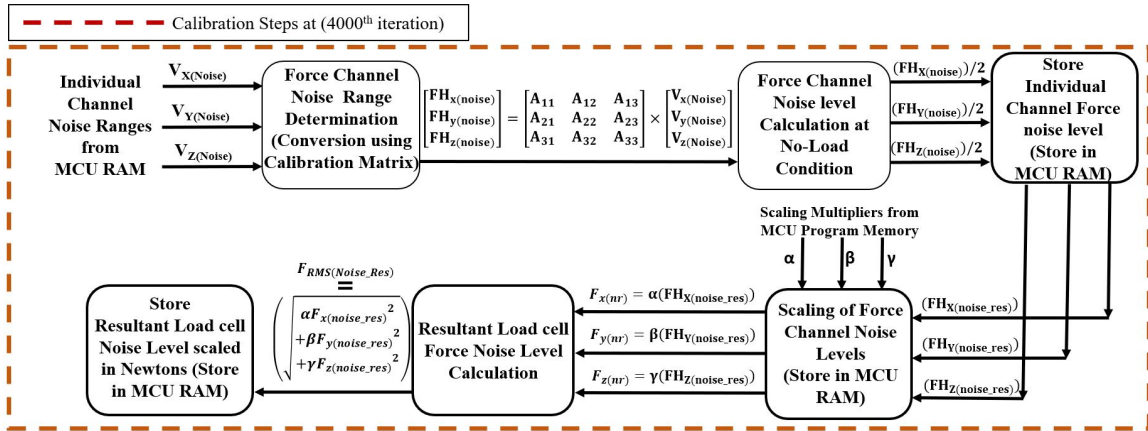 Calibration Steps at (4000th iteration)
Individual
Channel
Noise Ranges
from
MCU RAM
VX(Noise)
VY(Noise)
VZ(Noise)
Force Channel
Noise Range
Determination
(Conversion using
Calibration Matrix)
[FHx(noise)] = [A11 A12 A13] × [Vx(Noise)]
[FHy(noise)] = [A21 A22 A23] × [Vy(Noise)]
[FHz(noise)] = [A31 A32 A33] × [Vz(Noise)]
Force Channel
Noise level
Calculation at
No-Load
Condition
(FHX(noise))/2
(FHY(noise))/2
(FHZ(noise))/2
Store
Individual
Channel Force
noise level
(Store in
MCU RAM)
Scaling Multipliers from
MCU Program Memory
α β γ
(FHX(noise_res))
(FHY(noise_res))
(FHZ(noise_res))
Scaling of Force
Channel Noise
Levels
(Store in MCU
RAM)
Fx(nr) = α(FHX(noise_res))
Fy(nr) = β(FHY(noise_res))
Fz(nr) = γ(FHZ(noise_res))
Resultant Load cell
Force Noise Level
Calculation
FRMS(Noise_Res)
=
(√αFx(noise_res)²
+βFy(noise_res)²
+γFz(noise_res)²)
Store
Resultant Load cell
Noise Level scaled
in Newtons (Store
in MCU RAM)